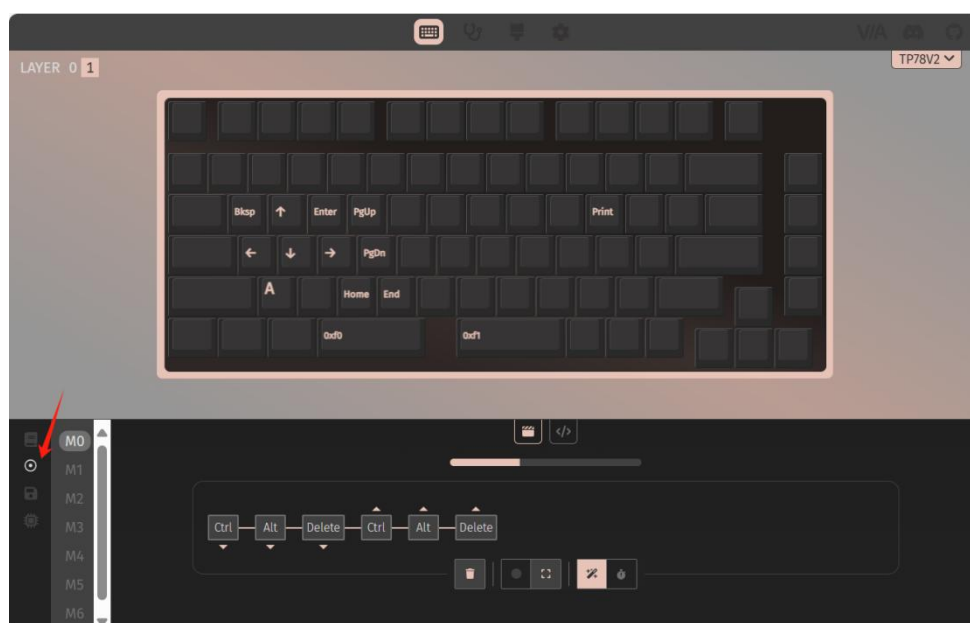 VIA
LAYER 0 1
TP78V2
Bksp ↑ Enter PgUp Print
← ↓ → PgDn
A Home End
0xf0 0xf1
</>
M0
M1
M2
M3
M4
M5
M6
Ctrl Alt Delete Ctrl Alt Delete